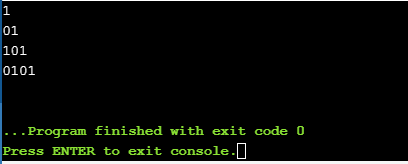 1
01
101
0101
...Program finished with exit code 0
Press ENTER to exit console.